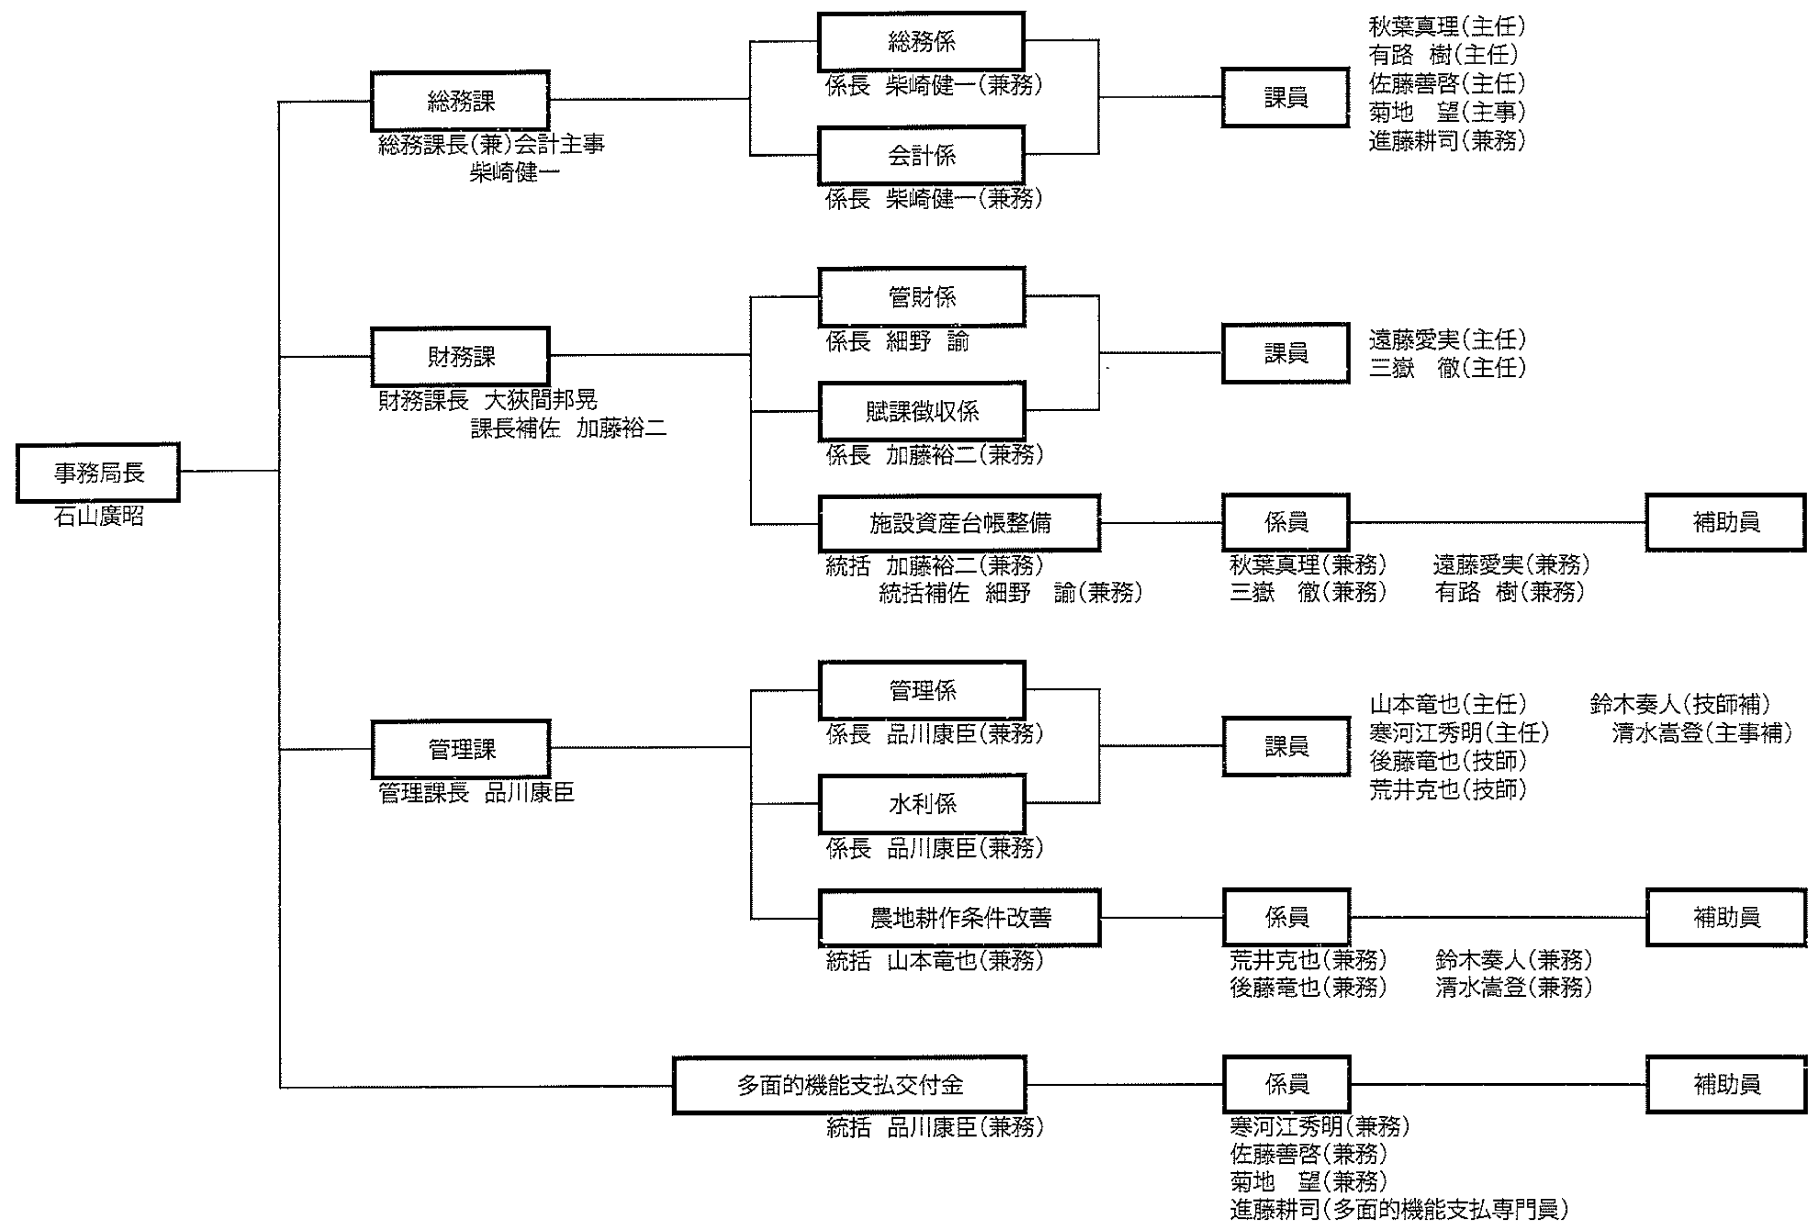 事務局長
石山廣昭
総務課
総務課長(兼)会計主事
柴崎健一
総務係
係長 柴崎健一(兼務)
会計係
係長 柴崎健一(兼務)
課員
秋葉真理(主任)
有路 樹(主任)
佐藤善啓(主任)
菊地 望(主事)
進藤耕司(兼務)
財務課
財務課長 大狹間邦晃
課長補佐 加藤裕二
管財係
係長 細野 諭
賦課徴収係
係長 加藤裕二(兼務)
課員
遠藤愛実(主任)
三嶽 徹(主任)
施設資産台帳整備
統括 加藤裕二(兼務)
統括補佐 細野 諭(兼務)
係員
秋葉真理(兼務) 遠藤愛実(兼務)
三嶽 徹(兼務) 有路 樹(兼務)
補助員
管理課
管理課長 品川康臣
管理係
係長 品川康臣(兼務)
水利係
係長 品川康臣(兼務)
課員
山本竜也(主任) 鈴木奏人(技師補)
寒河江秀明(主任) 清水嵩登(主事補)
後藤竜也(技師)
荒井克也(技師)
農地耕作条件改善
統括 山本竜也(兼務)
係員
荒井克也(兼務) 鈴木奏人(兼務)
後藤竜也(兼務) 清水嵩登(兼務)
補助員
多面的機能支払交付金
統括 品川康臣(兼務)
係員
寒河江秀明(兼務)
佐藤善啓(兼務)
菊地 望(兼務)
進藤耕司(多面的機能支払専門員)
補助員